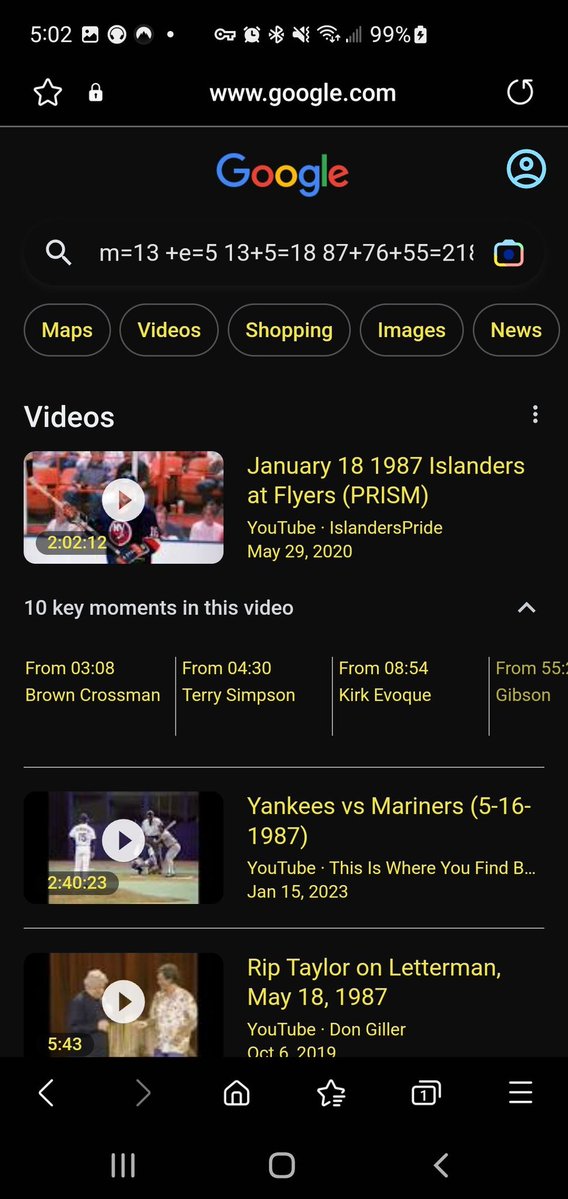 5:02 99%
www.google.com
Google
m=13 +e=5 13+5=18 87+76+55=218
Maps Videos Shopping Images News
Videos
January 18 1987 Islanders
at Flyers (PRISM)
2:02:12
YouTube · IslandersPride
May 29, 2020
10 key moments in this video
From 03:08 From 04:30 From 08:54 From 55:2
Brown Crossman Terry Simpson Kirk Evoque Gibson
Yankees vs Mariners (5-16-
1987)
2:40:23
YouTube · This Is Where You Find B...
Jan 15, 2023
Rip Taylor on Letterman,
May 18, 1987
5:43
YouTube · Don Giller
Oct 6, 2019
1